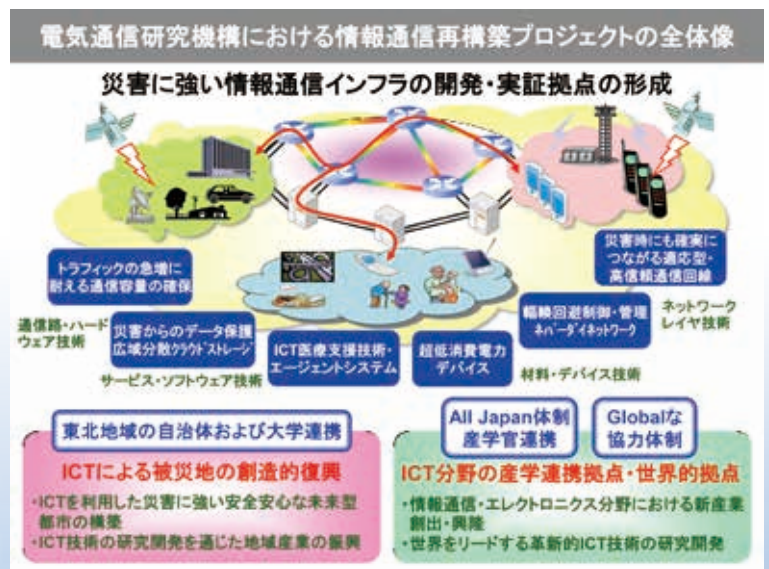 電気通信研究機構における情報通信再構築プロジェクトの全体像
災害に強い情報通信インフラの開発・実証拠点の形成
トラフィックの急増に
耐える通信容量の確保
災害時にも確実に
つながる適応型・
高信頼通信回線
通信路・ハード
ウェア技術
災害からのデータ保護
広域分散クラウドストレージ
ICT医療支援技術・
エージェントシステム
超低消費電力
デバイス
輻輳回避制御・管理
ネバーダイネットワーク
ネットワーク
レイヤ技術
サービス・ソフトウェア技術
材料・デバイス技術
東北地域の自治体および大学連携
ICTによる被災地の創造的復興
・ICTを利用した災害に強い安全安心な未来型
都市の構築
・ICT技術の研究開発を通じた地域産業の振興
All Japan体制
産学官連携
Globalな
協力体制
ICT分野の産学連携拠点・世界的拠点
・情報通信・エレクトロニクス分野における新産業
創出・興隆
・世界をリードする革新的ICT技術の研究開発